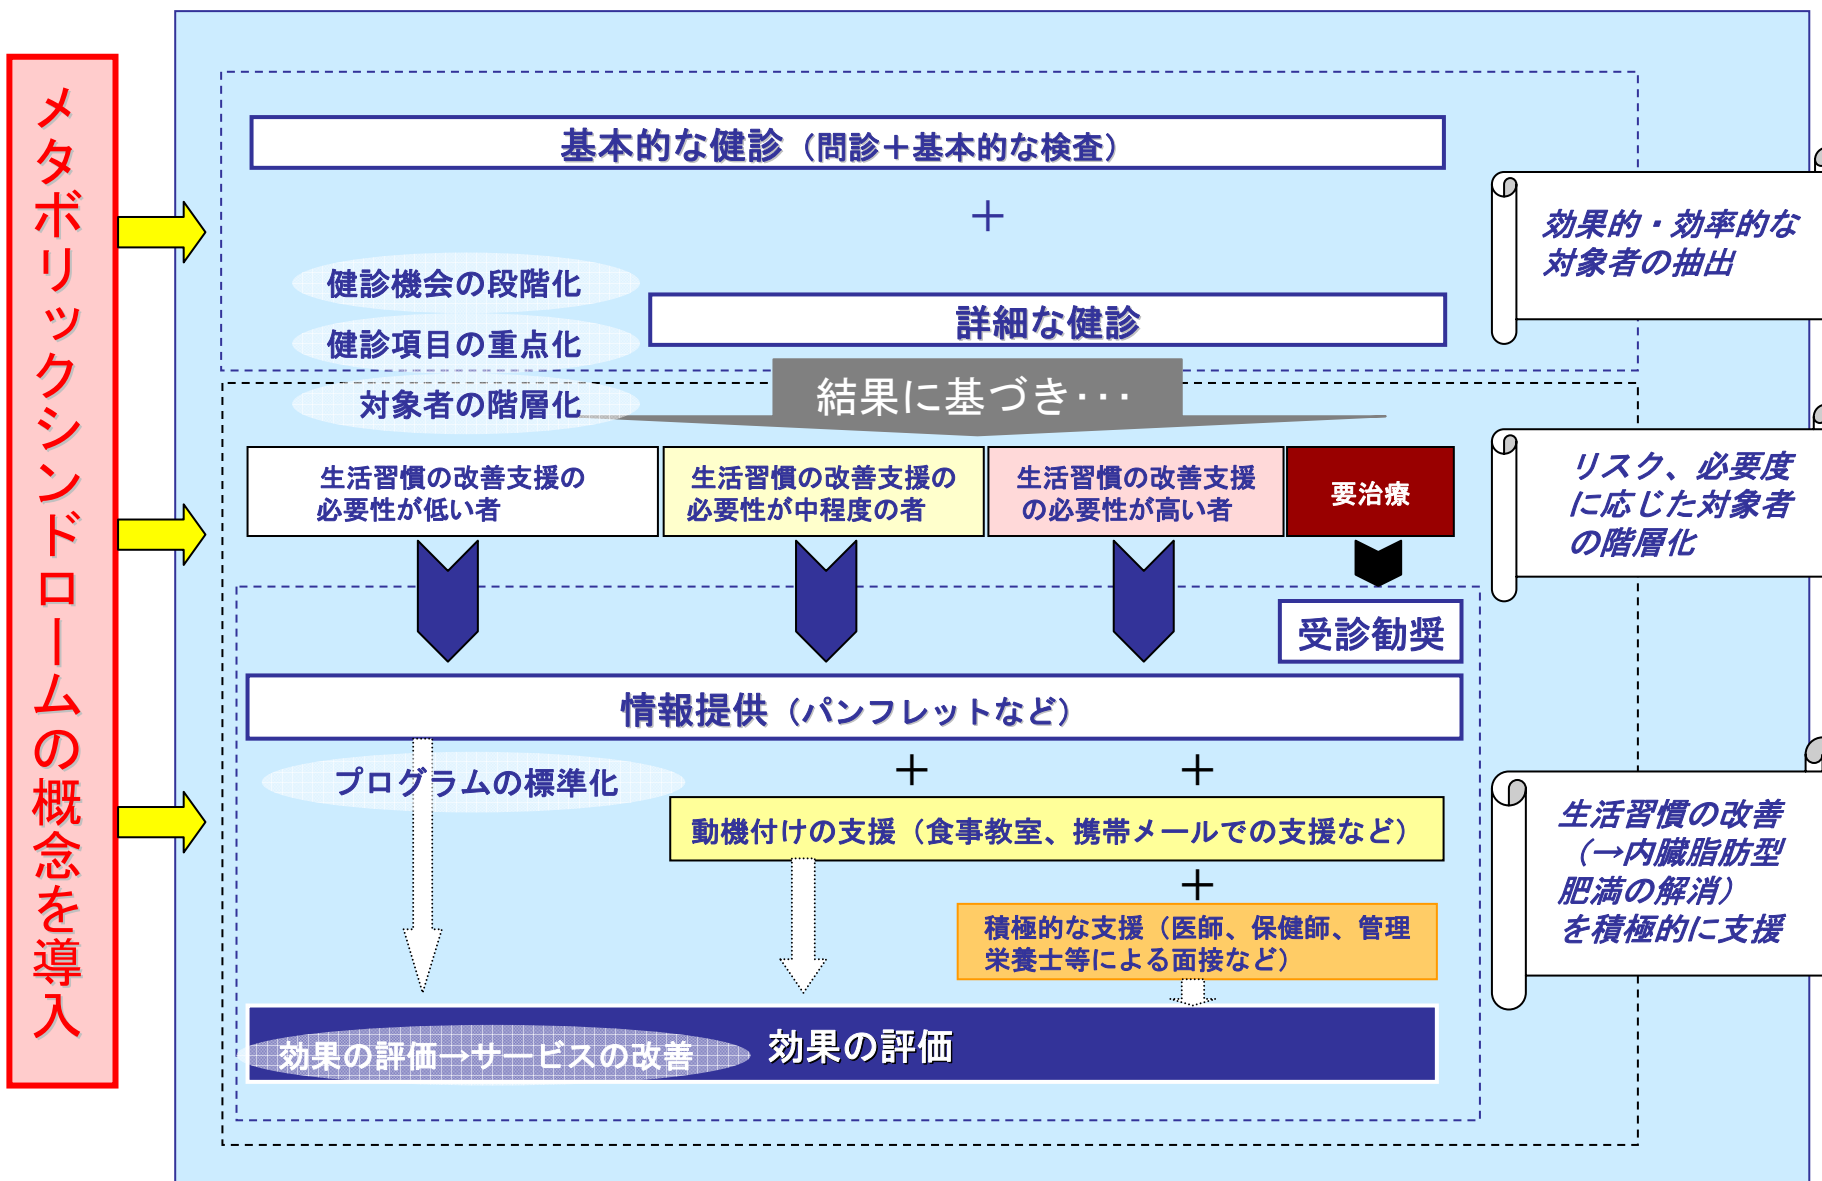 メタボリックシンドロームの概念を導入
基本的な健診（問診＋基本的な検査）
＋
健診機会の段階化
健診項目の重点化
対象者の階層化
詳細な健診
結果に基づき･･･
効果的・効率的な
対象者の抽出
生活習慣の改善支援の
必要性が低い者
生活習慣の改善支援の
必要性が中程度の者
生活習慣の改善支援
の必要性が高い者
要治療
リスク、必要度
に応じた対象者
の階層化
受診勧奨
情報提供（パンフレットなど）
プログラムの標準化
＋
＋
動機付けの支援（食事教室、携帯メールでの支援など）
＋
積極的な支援（医師、保健師、管理
栄養士等による面接など）
生活習慣の改善
（→内臓脂肪型
肥満の解消）
を積極的に支援
効果の評価→サービスの改善
効果の評価